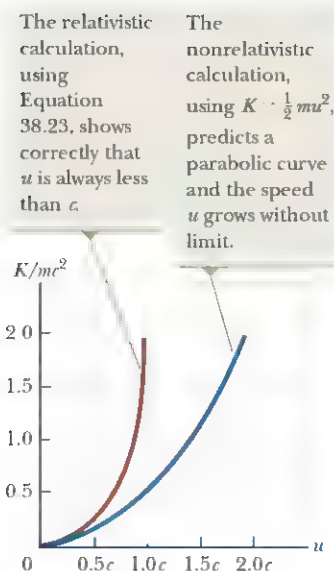 The relativistic
calculation,
using
Equation
38.23, shows
correctly that
u is always less
than c.
The
nonrelativistic
calculation,
using K · ½ mu²,
predicts a
parabolic curve
and the speed
u grows without
limit.
K/mc²
2 0
1.5
1.0
0.5
0 0.5c 1.0c 1.5c 2.0c u